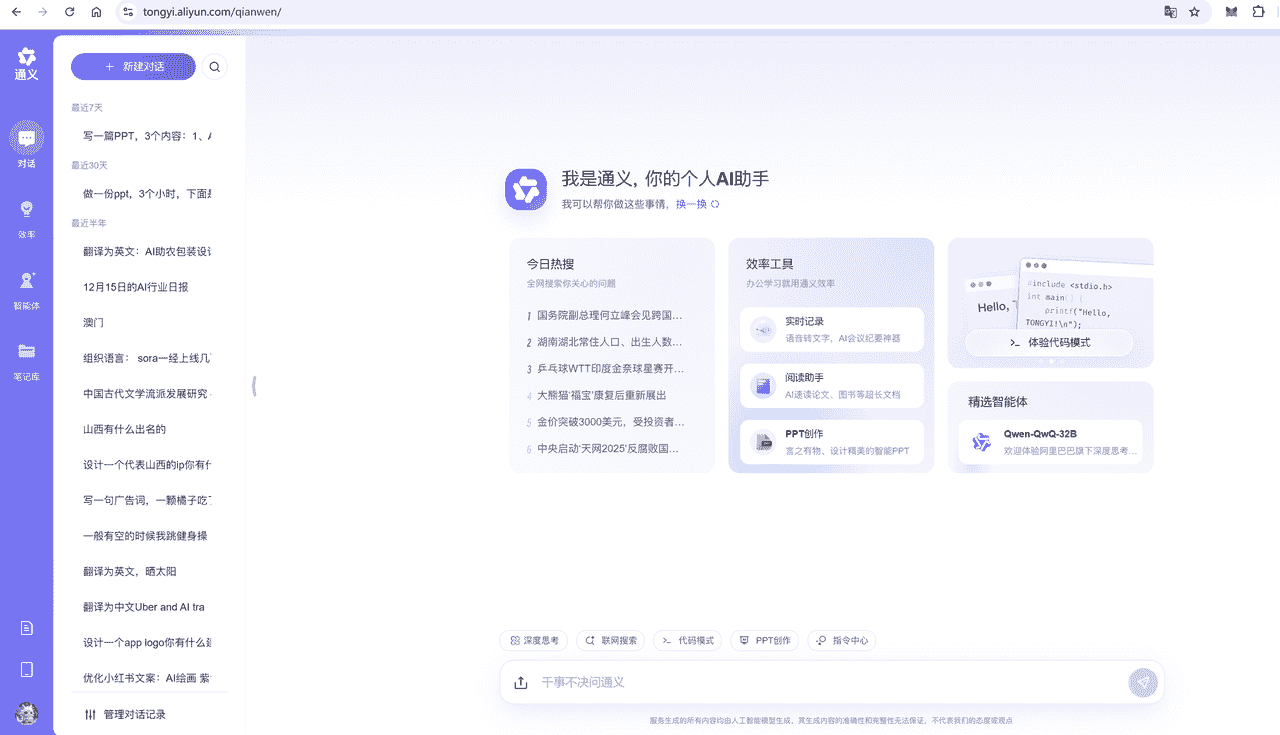 tongyi.aliyun.com/qianwen/
通义
对话
效率
智能体
笔记库
新建对话
最近7天
写一篇PPT，3个内容：1、A
最近30天
做一份ppt，3个小时，下面是
最近半年
翻译为英文：AI助农包装设计
12月15日的AI行业日报
澳门
组织语言： sora一经上线几
中国古代文学流派发展研究
山西有什么出名的
设计一个代表山西的ip你有什
写一句广告词，一颗橘子吃了
一般有空的时候我跳健身操
翻译为英文，晒太阳
翻译为中文Uber and AI tra
设计一个app logo你有什么建
优化小红书文案：AI绘画 紫
管理对话记录
我是通义，你的个人AI助手
我可以帮你做这些事情，换一换
今日热搜
全网搜索你关心的问题
1 国务院副总理何立峰会见跨国...
2 湖南湖北常住人口、出生人数...
3 乒乓球WTT印度金奈球星赛开...
4 大熊猫'福宝'康复后重新展出
5 金价突破3000美元，受投资者...
6 中央启动'天网2025'反腐败国...
效率工具
办公学习就用通义效率
实时记录
语音转文字，AI会议纪要神器
阅读助手
AI速读论文、图书等超长文档
PPT创作
言之有物、设计精美的智能PPT
Hello,
#include <stdio.h>
int main() {
printf("Hello,
TONGYI!\n");
>_ 体验代码模式
精选智能体
Qwen-QwQ-32B
欢迎体验阿里巴巴旗下深度思考...
深度思考
联网搜索
代码模式
PPT创作
指令中心
干事不决问通义
服务生成的所有内容均由人工智能模型生成，其生成内容的准确性和完整性无法保证，不代表我们的态度或观点